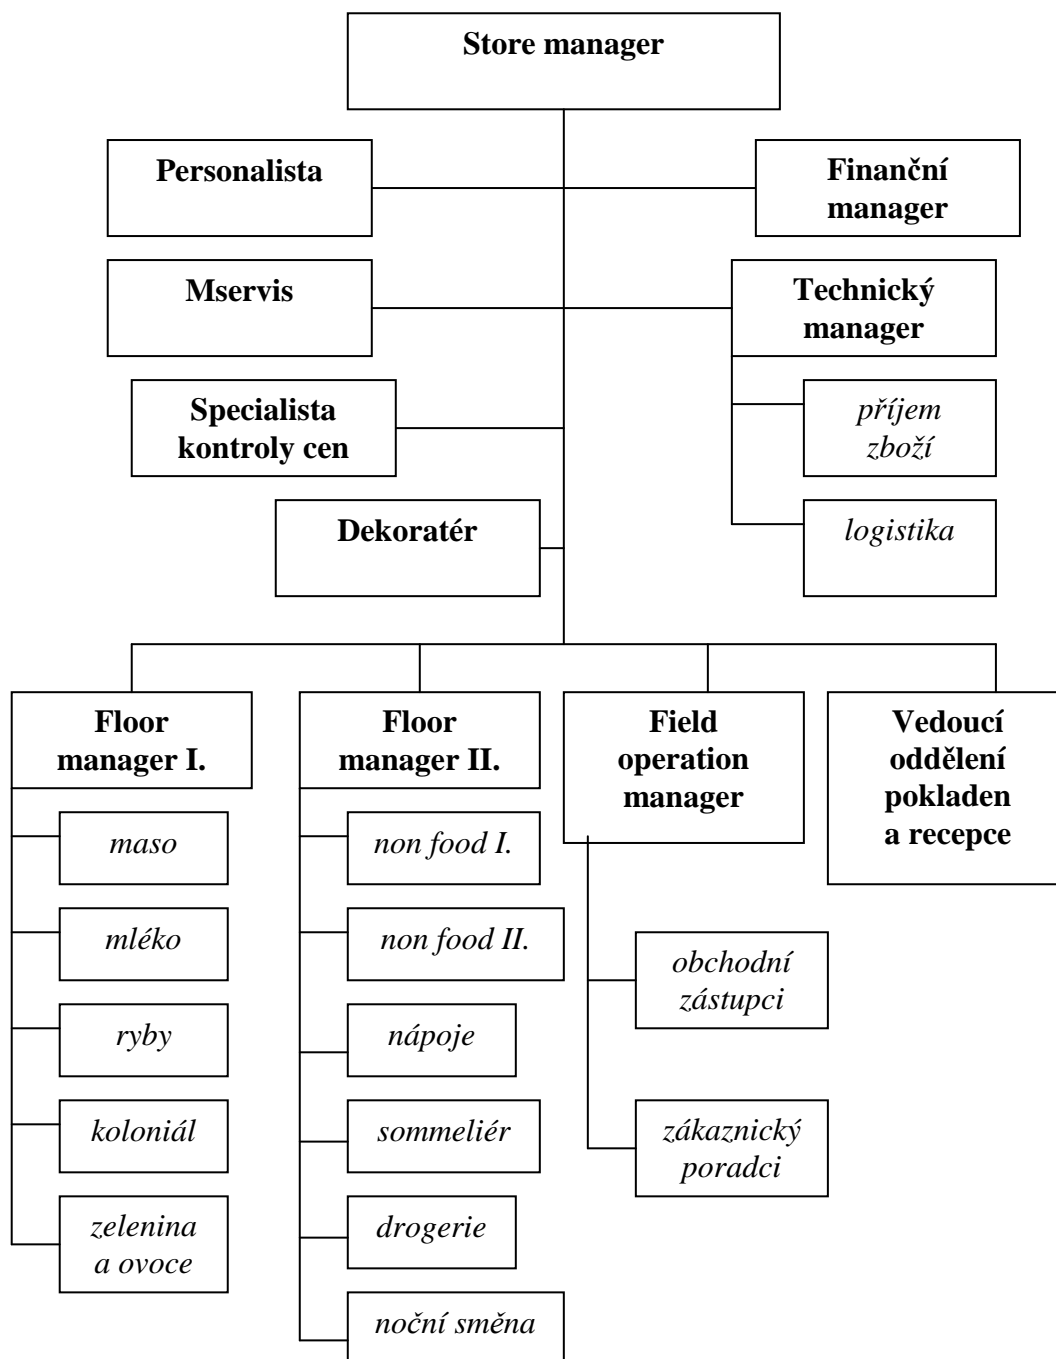 Store manager
Personalista
Finanční
manager
Mservis
Technický
manager
Specialista
kontroly cen
příjem
zboží
Dekoratér
logistika
Floor
manager I.
Floor
manager II.
Field
operation
manager
Vedoucí
oddělení
pokladen
a recepce
maso
mléko
ryby
koloniál
zelenina
a ovoce
non food I.
non food II.
nápoje
sommeliér
drogerie
noční směna
obchodní
zástupci
zákaznický
poradci